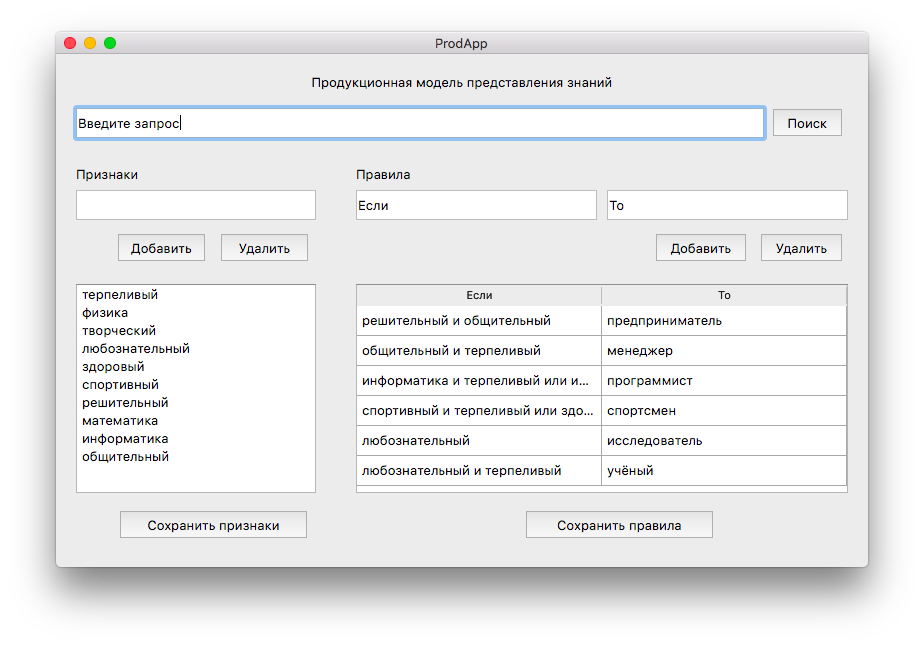 ProdApp
Продукционная модель представления знаний
Введите запрос Поиск
Признаки Правила
Если То
Добавить Удалить Добавить Удалить
терпеливый
физика
творческий
любознательный
здоровый
спортивный
решительный
математика
информатика
общительный
Если То
решительный и общительный предприниматель
общительный и терпеливый менеджер
информатика и терпеливый или и... программист
спортивный и терпеливый или здо... спортсмен
любознательный исследователь
любознательный и терпеливый учёный
Сохранить признаки Сохранить правила